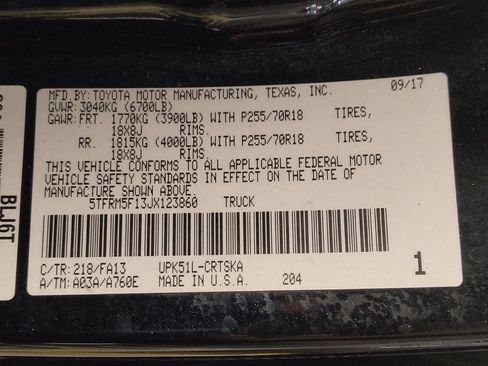 MFD.BY:TOYOTA MOTOR MANUFACTURING, TEXAS, INC. 09/17
GVWR: 3040KG (6700LB)
GAWR:FRT. 1770KG (3900LB) WITH P255/70R18 TIRES,
18X8J RIMS.
RR. 1815KG (4000LB) WITH P255/70R18 TIRES,
18X8J RIMS.
THIS VEHICLE CONFORMS TO ALL APPLICABLE FEDERAL MOTOR
VEHICLE SAFETY STANDARDS IN EFFECT ON THE DATE OF
MANUFACTURE SHOWN ABOVE.
5TFRM5F13JX123860 TRUCK
C/TR:218/FA13 UPK51L-CRTSKA
A/TM:A03A/A760E MADE IN U.S.A. 204
1
BLJ6T